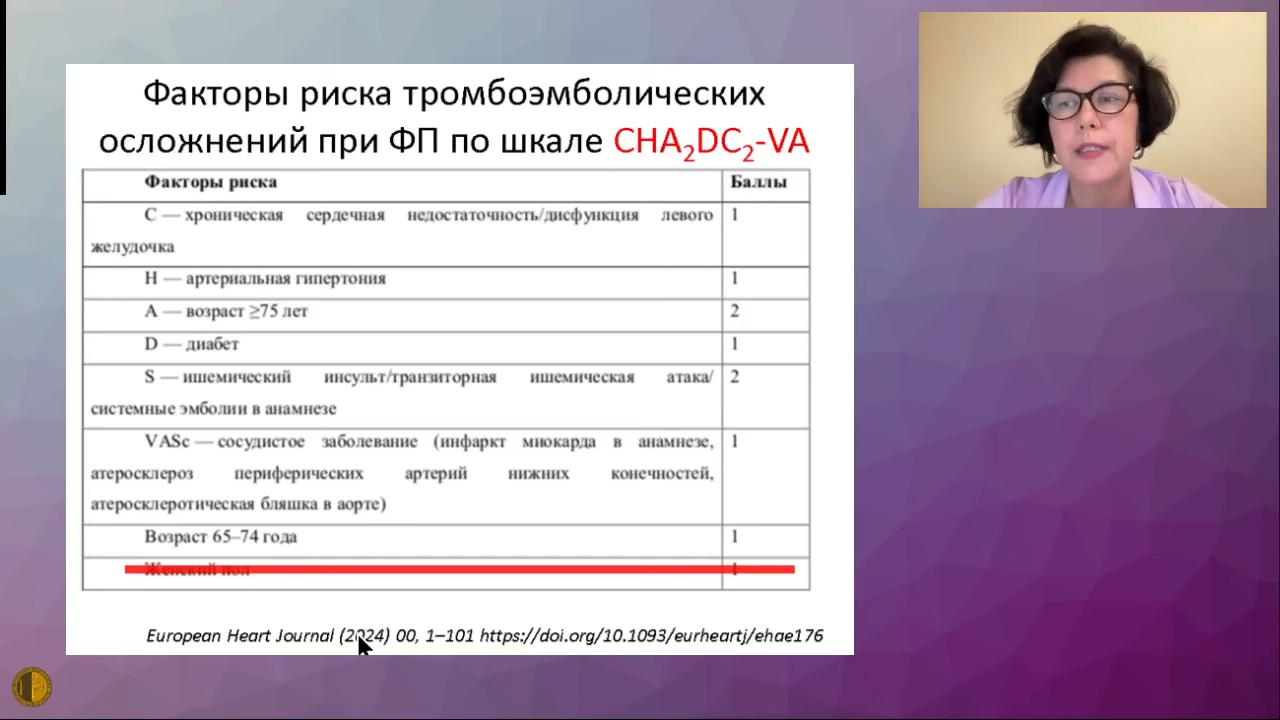 Факторы риска тромбоэмболических
осложнений при ФП по шкале CHA₂DC₂-VA
Факторы риска Баллы
С — хроническая сердечная недостаточность/дисфункция левого 1
желудочка
Н — артериальная гипертония 1
А — возраст ≥75 лет 2
D — диабет 1
S — ишемический инсульт/транзиторная ишемическая атака/ 2
системные эмболии в анамнезе
VASc — сосудистое заболевание (инфаркт миокарда в анамнезе, 1
атеросклероз периферических артерий нижних конечностей,
атеросклеротическая бляшка в аорте)
Возраст 65–74 года 1
Женский пол 1
European Heart Journal (2024) 00, 1–101 https://doi.org/10.1093/eurheartj/ehae176